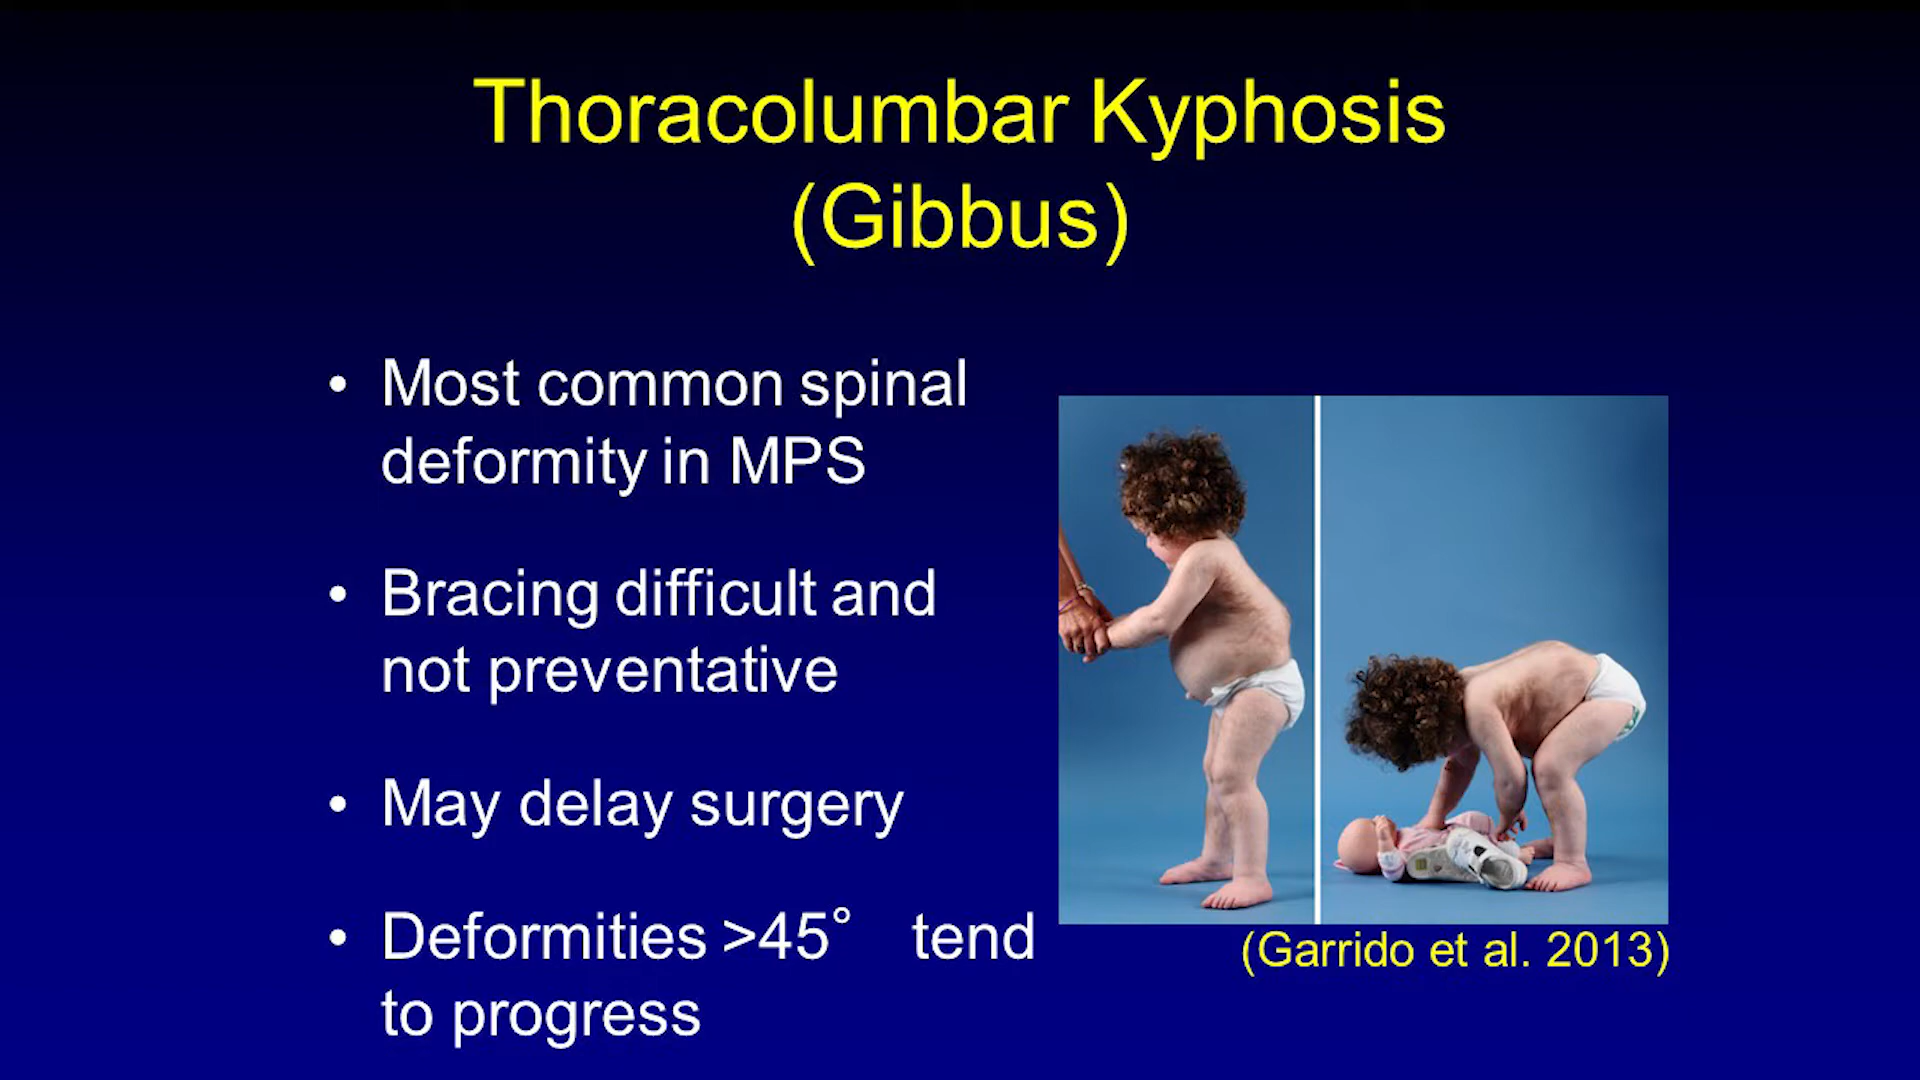 Thoracolumbar Kyphosis
(Gibbus)
• Most common spinal
deformity in MPS
• Bracing difficult and
not preventative
• May delay surgery
• Deformities >45° tend
to progress
(Garrido et al. 2013)